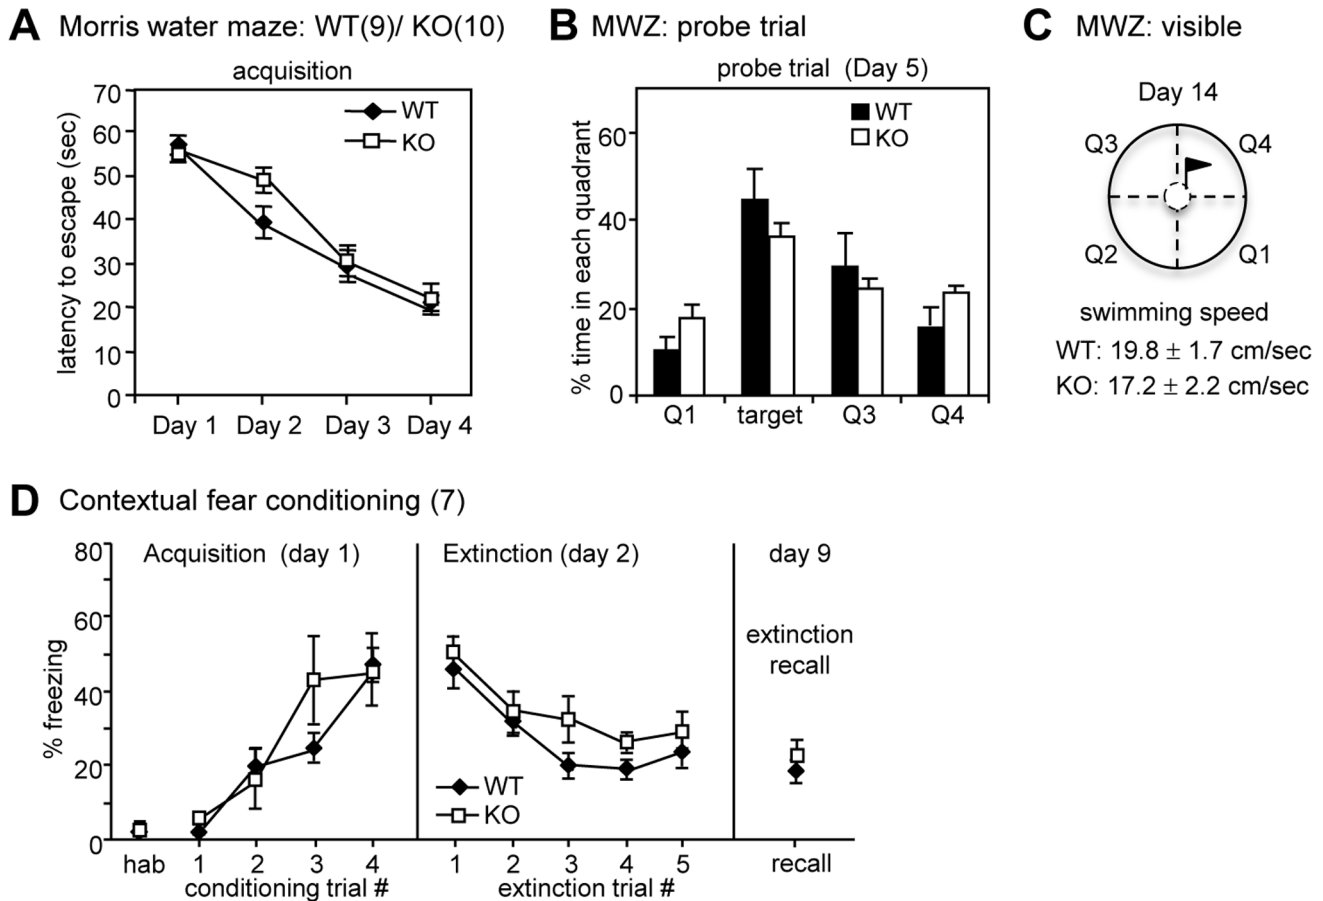 A Morris water maze: WT(9)/ KO(10)
acquisition
latency to escape (sec)
70
60
50
40
30
20
10
0
WT
KO
Day 1 Day 2 Day 3 Day 4
B MWZ: probe trial
probe trial (Day 5)
% time in each quadrant
60
40
20
0
WT
KO
Q1 target Q3 Q4
C MWZ: visible
Day 14
Q3 Q4
Q2 Q1
swimming speed
WT: 19.8 ± 1.7 cm/sec
KO: 17.2 ± 2.2 cm/sec
D Contextual fear conditioning (7)
% freezing
80
60
40
20
0
Acquisition (day 1)
hab 1 2 3 4
conditioning trial #
Extinction (day 2)
WT
KO
1 2 3 4 5
extinction trial #
day 9
extinction
recall
recall